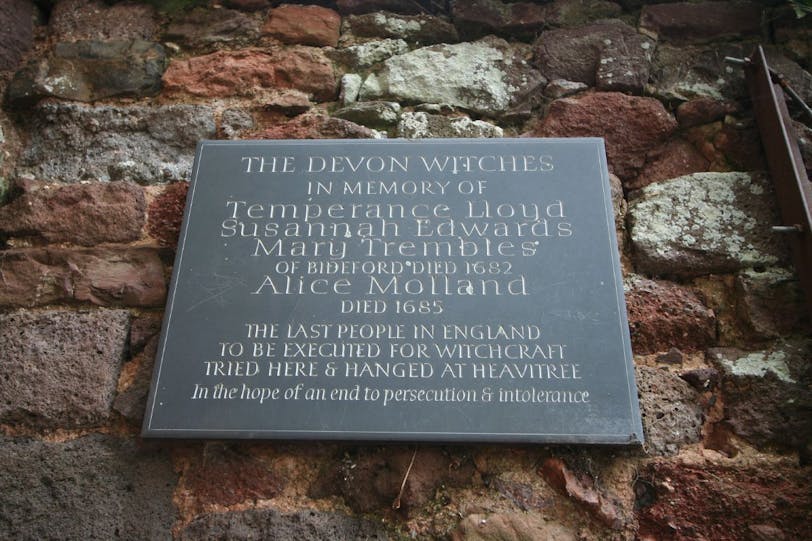 THE DEVON WITCHES
IN MEMORY OF
Temperance Lloyd
Susannah Edwards
Mary Trembles
OF BIDEFORD DIED 1682
Alice Molland
DIED 1685
THE LAST PEOPLE IN ENGLAND
TO BE EXECUTED FOR WITCHCRAFT
TRIED HERE & HANGED AT HEAVITREE
In the hope of an end to persecution & intolerance